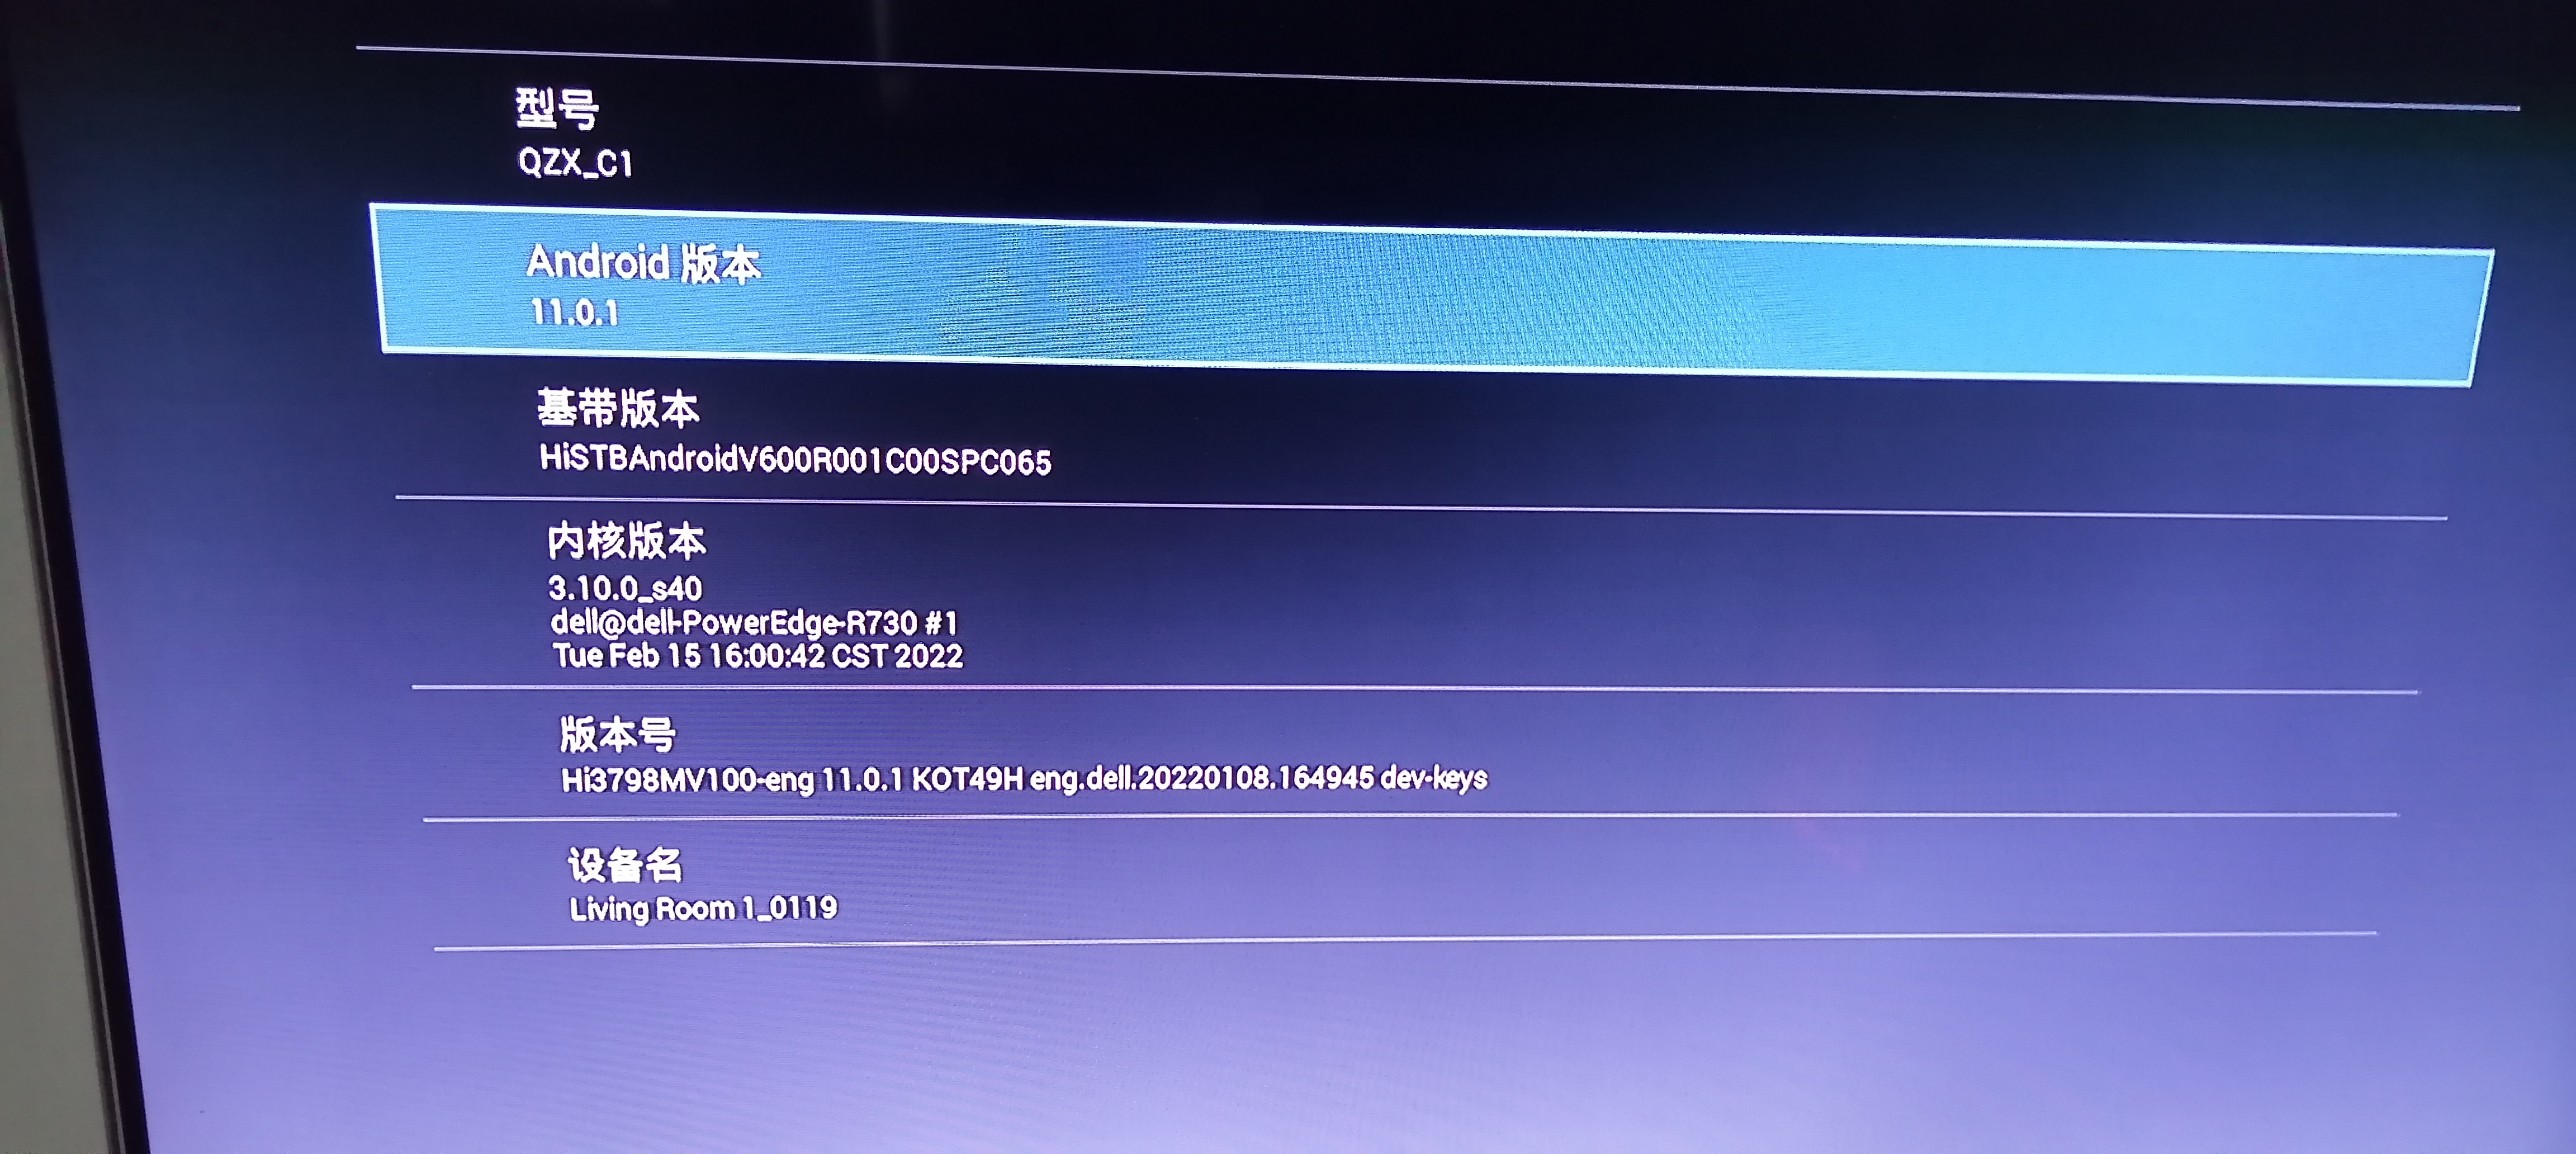 型号
QZX_C1
Android 版本
11.0.1
基带版本
HiSTBAndroidV600R001C00SPC065
内核版本
3.10.0_s40
dell@dell-PowerEdge-R730 #1
Tue Feb 15 16:00:42 CST 2022
版本号
Hi3798MV100-eng 11.0.1 KOT49H eng.dell.20220108.164945 dev-keys
设备名
Living Room 1_0119